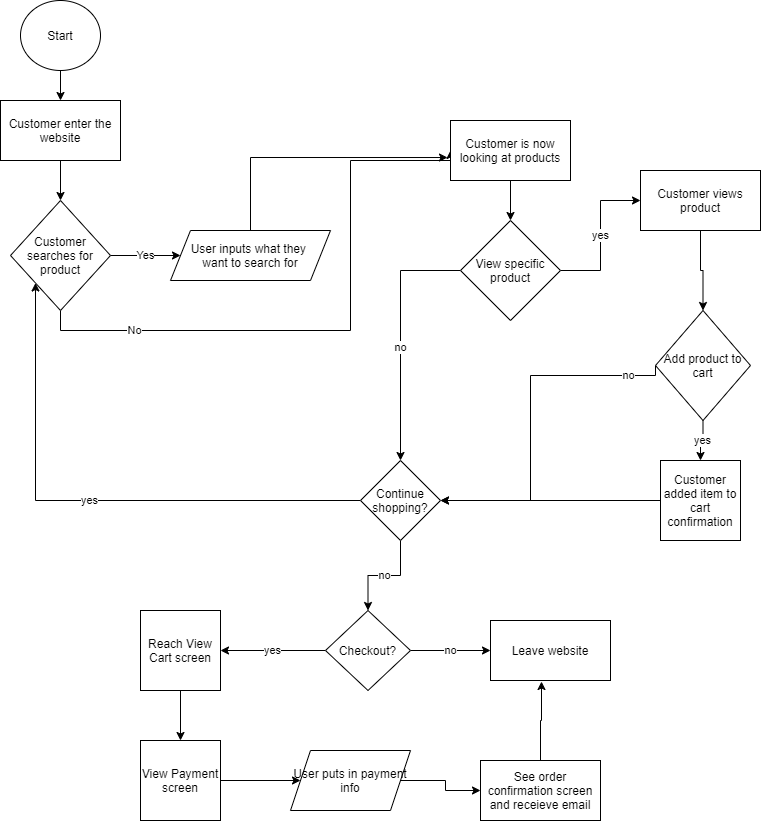 Start
Customer enter the
website
Customer is now
looking at products
Customer views
product
Customer
searches for
product
Yes
User inputs what they
want to search for
yes
View specific
product
No
no
Add product to
cart
no
yes
Continue
shopping?
yes
Customer
added item to
cart
confirmation
no
Reach View
Cart screen
yes
Checkout?
no
Leave website
View Payment
screen
User puts in payment
info
See order
confirmation screen
and receieve email